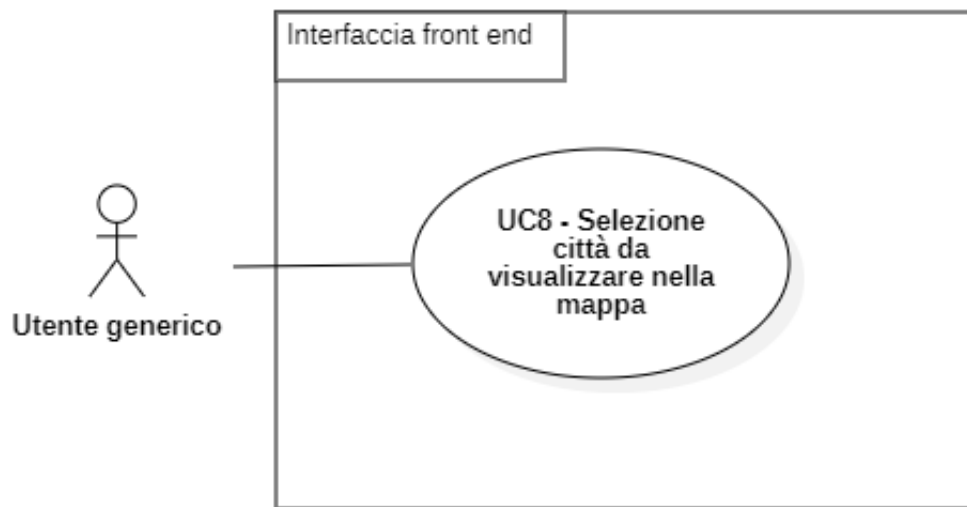 Interfaccia front end
UC8 - Selezione
città da
visualizzare nella
mappa
Utente generico